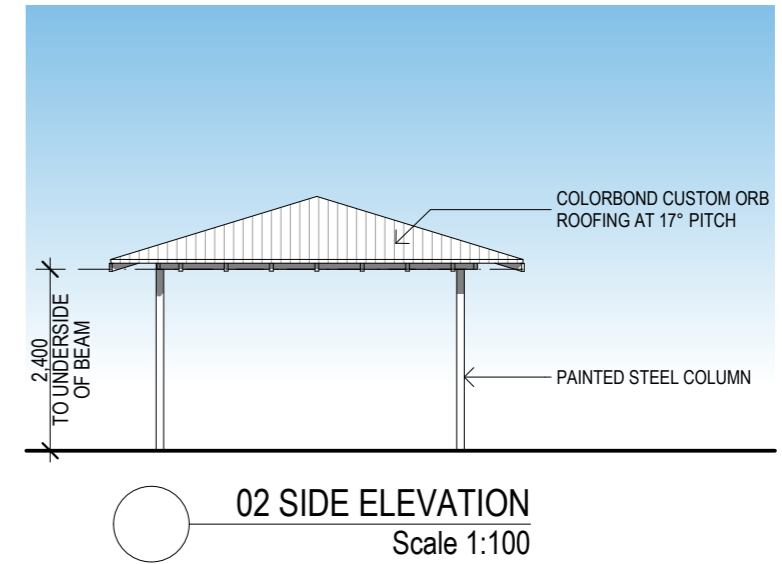 COLORBOND CUSTOM ORB
ROOFING AT 17° PITCH
2,400
TO UNDERSIDE
OF BEAM
PAINTED STEEL COLUMN
02 SIDE ELEVATION
Scale 1:100